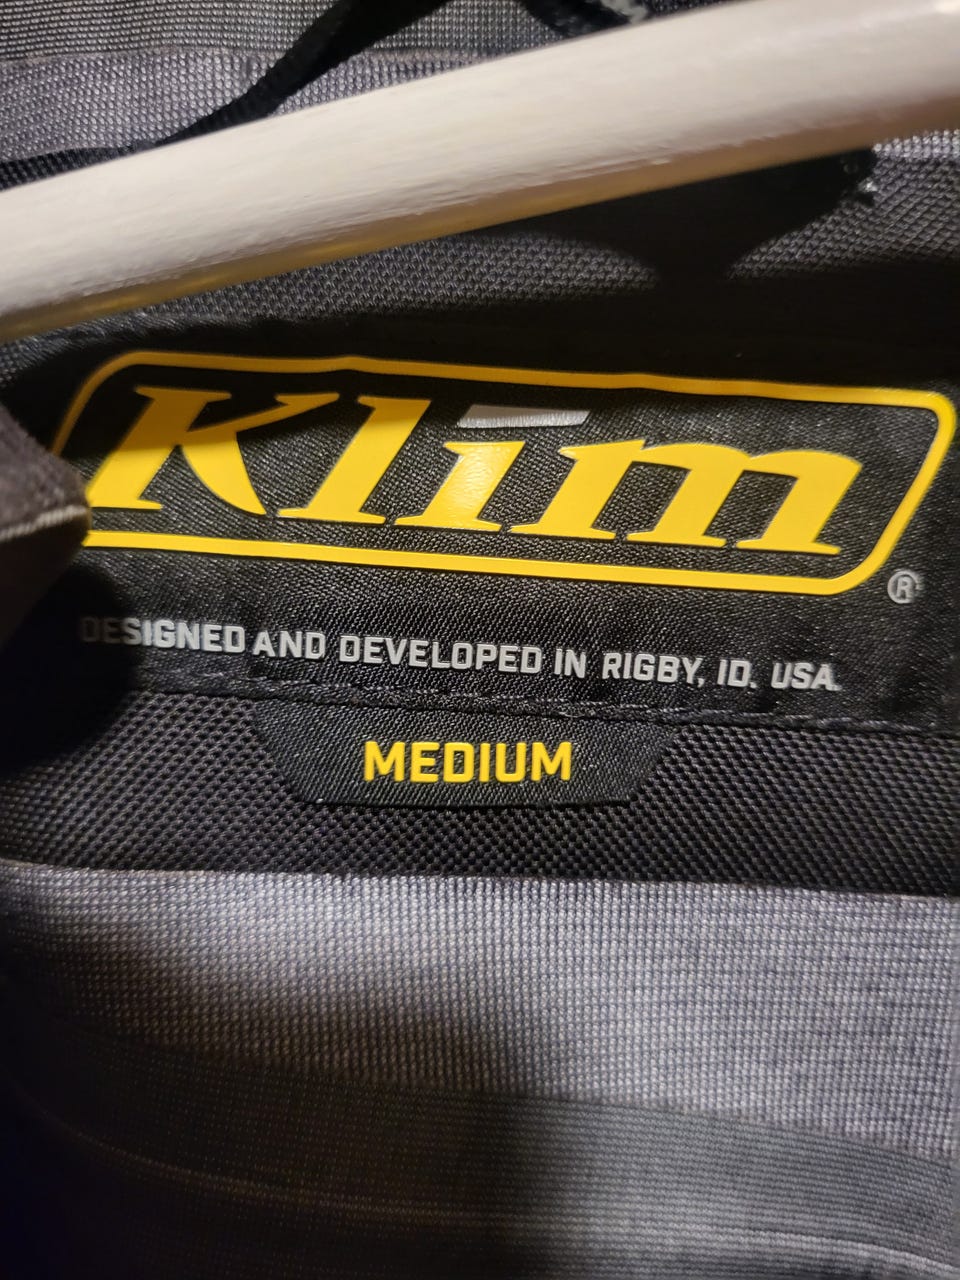 Klim
®
DESIGNED AND DEVELOPED IN RIGBY, ID. USA.
MEDIUM